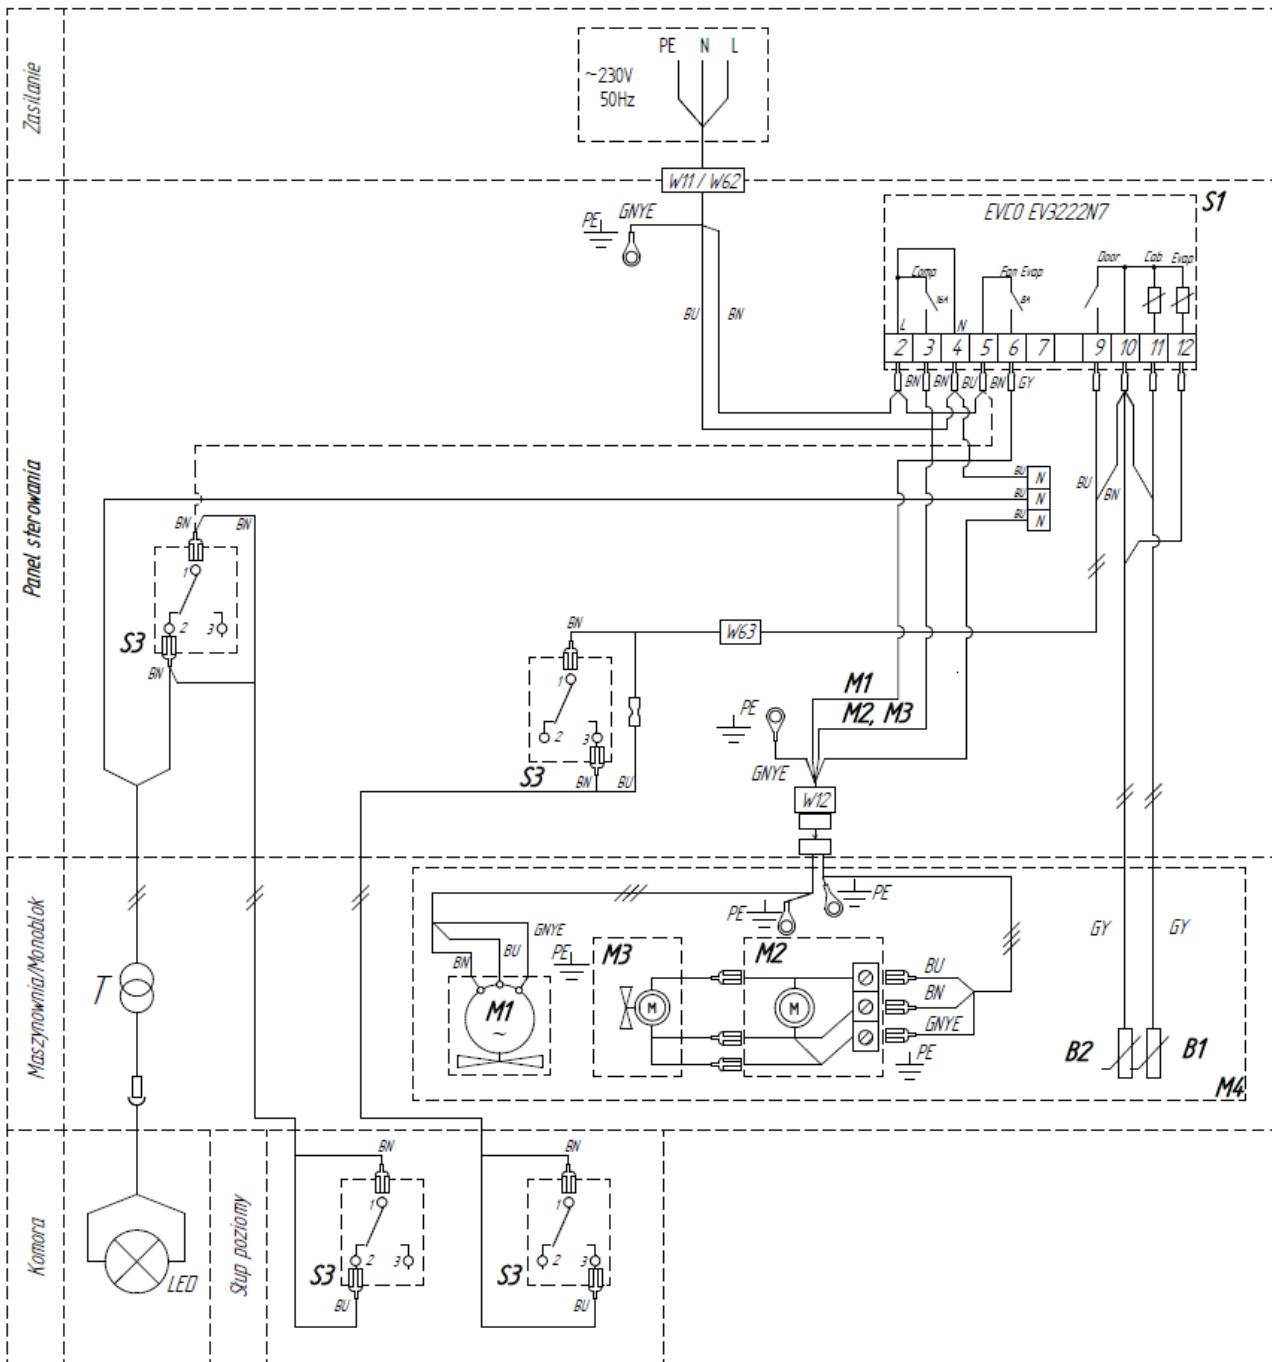 Zasilanie
PE N L
~230V
50Hz
W11 / W62
Panel sterowania
PE
GNYE
EVCO EV3222N7
S1
Comp
16A
Fan Evap
8A
Door
Cab
Evap
L
N
2 3 4 5 6 7 9 10 11 12
BU
BN
BN
BN
BU
BN
GY
BU
N
BU
N
BU
N
BU
BN
BN
BN
1
2
3
S3
BN
BN
W63
1
2
3
S3
BN
BU
M1
M2, M3
PE
GNYE
W12
Maszynownia/Monoblok
T
GNYE
BU
BN
PE
M1
~
PE
PE
M3
M
M2
M
BU
BN
GNYE
PE
GY
GY
B2
B1
M4
Komora
LED
Słup poziomy
BN
1
2
3
S3
BU
BN
1
2
3
S3
BU